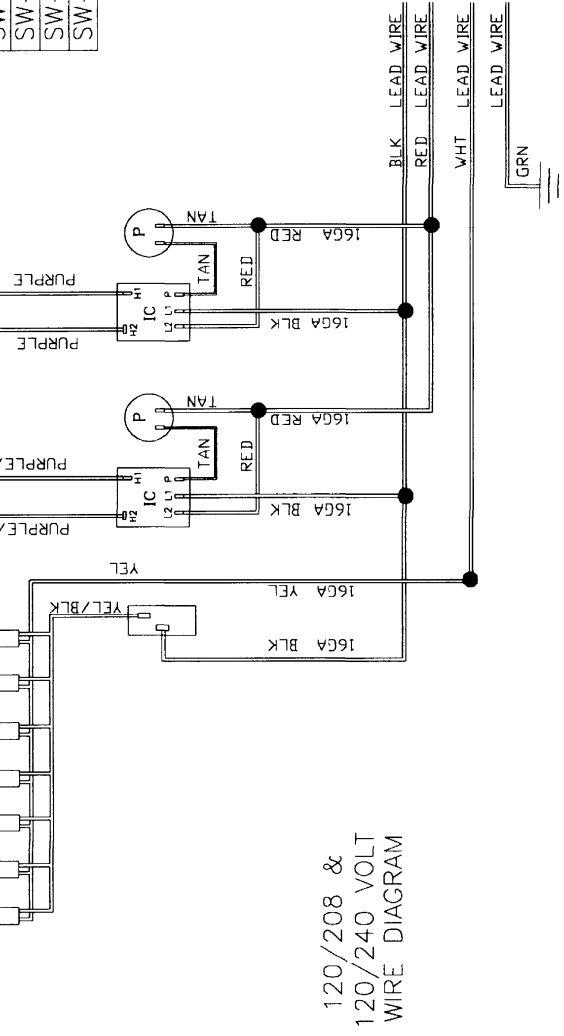 SW-
SW-
SW-
SW-
BLK LEAD WIRE
RED LEAD WIRE
WHT LEAD WIRE
LEAD WIRE
GRN
P
TAN
TAN
RED
16GA RED
PURPLE
PURPLE
H1
H2
IC
P
L1
L2
16GA BLK
P
TAN
TAN
RED
16GA RED
PURPLE/
PURPLE/
H1
H2
IC
P
L1
L2
16GA BLK
YEL
16GA YEL
YEL/BLK
16GA BLK
120/208 &
120/240 VOLT
WIRE DIAGRAM